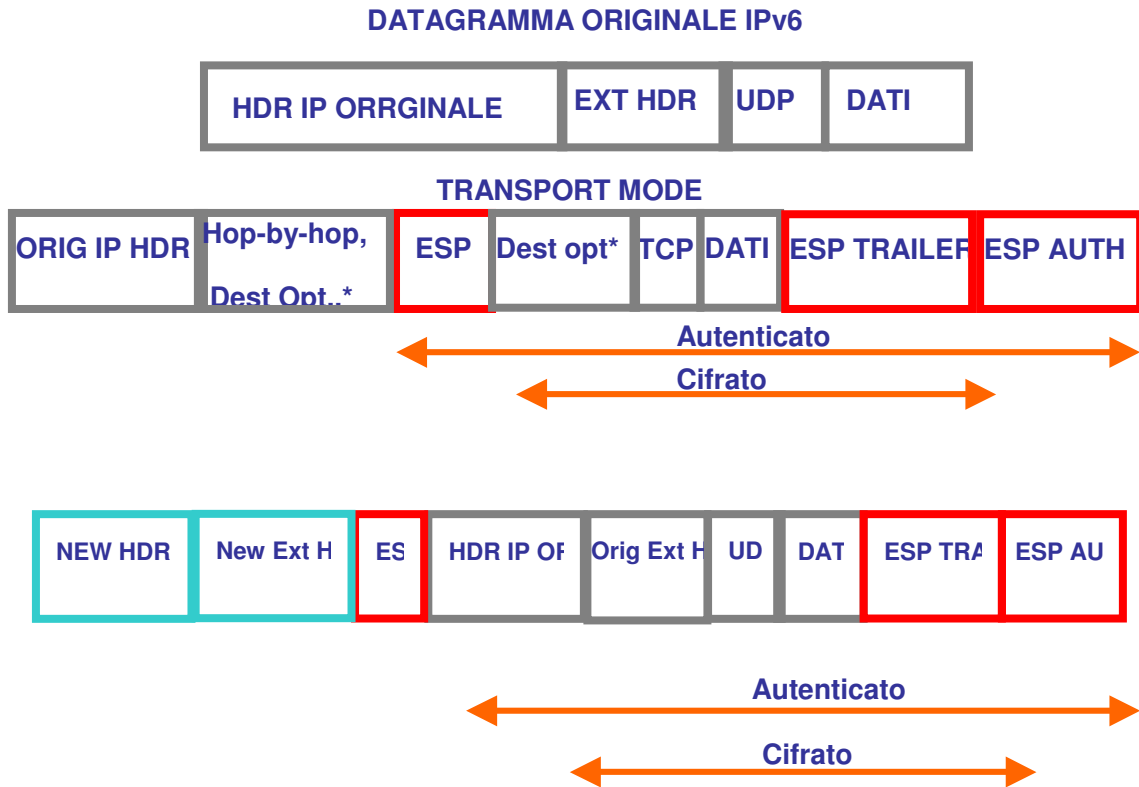 DATAGRAMMA ORIGINALE IPv6
HDR IP ORRGINALE EXT HDR UDP DATI
TRANSPORT MODE
ORIG IP HDR Hop-by-hop, ESP Dest opt* TCP DATI ESP TRAILER ESP AUTH
Dest Opt..*
Autenticato
Cifrato
NEW HDR New Ext H ES HDR IP OF Orig Ext H UD DAT ESP TRA ESP AU
Autenticato
Cifrato